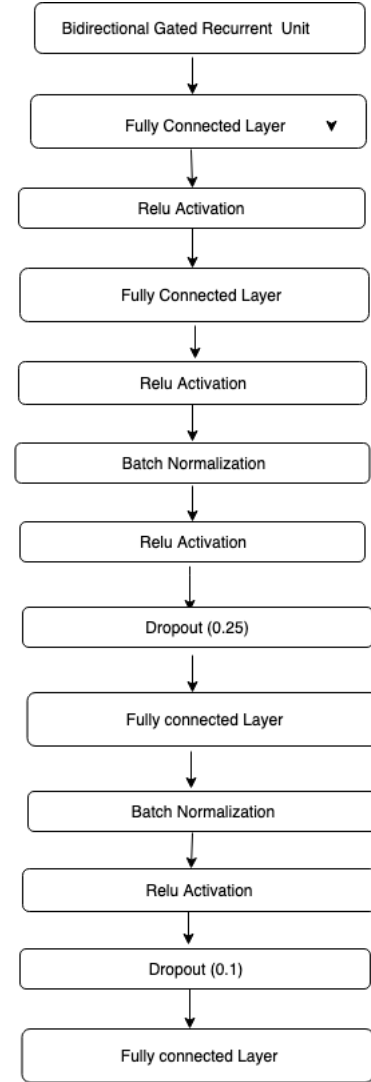 Bidirectional Gated Recurrent Unit
Fully Connected Layer
Relu Activation
Fully Connected Layer
Relu Activation
Batch Normalization
Relu Activation
Dropout (0.25)
Fully connected Layer
Batch Normalization
Relu Activation
Dropout (0.1)
Fully connected Layer